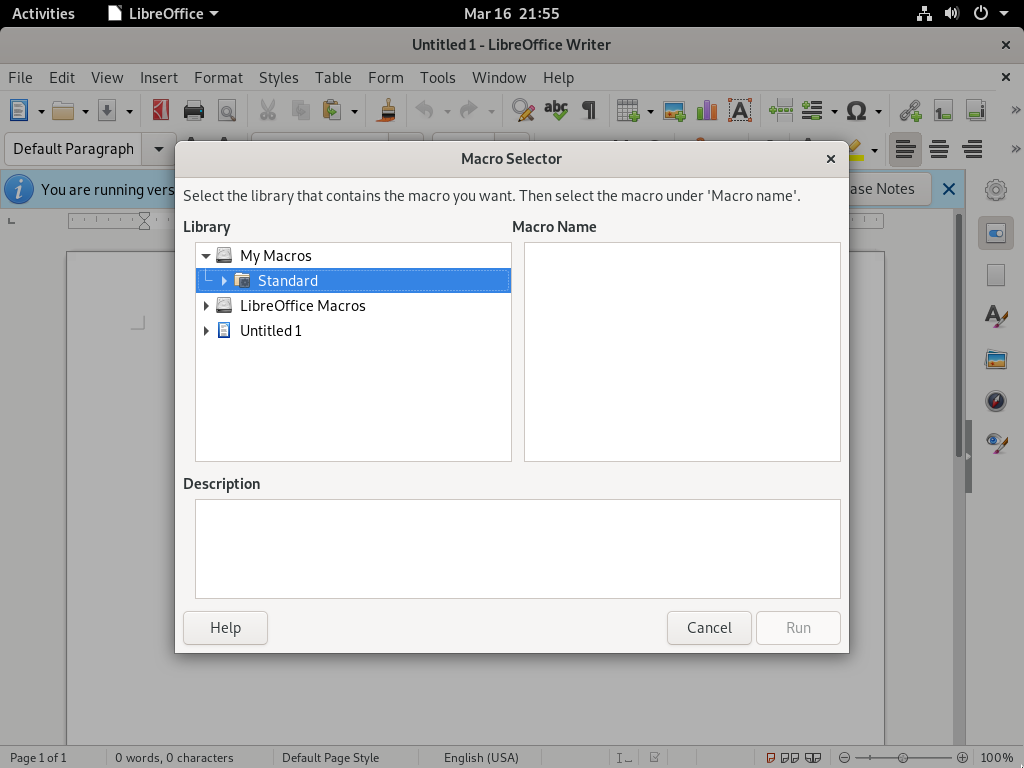 Activities
LibreOffice
Mar 16 21:55
Untitled 1 - LibreOffice Writer
File Edit View Insert Format Styles Table Form Tools Window Help
Default Paragraph
Macro Selector
You are running vers
ase Notes
Select the library that contains the macro you want. Then select the macro under 'Macro name'.
Library
Macro Name
My Macros
Standard
LibreOffice Macros
Untitled 1
Description
Help
Cancel
Run
Page 1 of 1
0 words, 0 characters
Default Page Style
English (USA)
100%